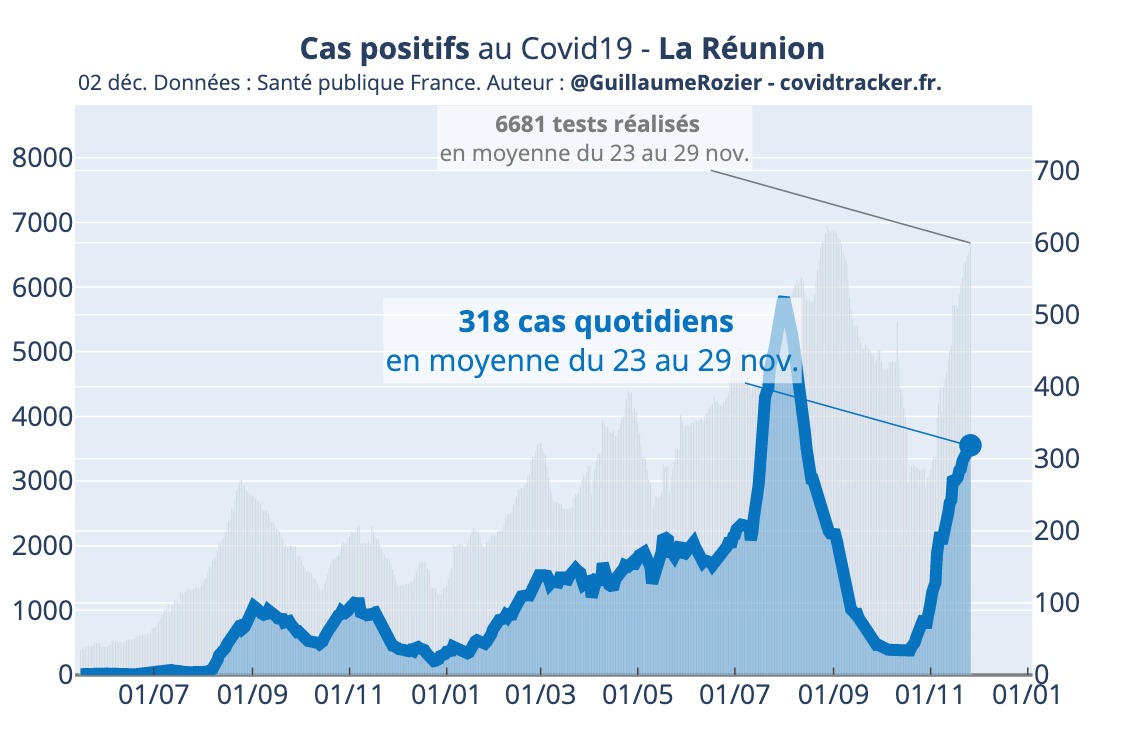 Cas positifs au Covid19 - La Réunion
02 déc. Données : Santé publique France. Auteur : @GuillaumeRozier - covidtracker.fr.
6681 tests réalisés
en moyenne du 23 au 29 nov.
318 cas quotidiens
en moyenne du 23 au 29 nov.
8000
7000
6000
5000
4000
3000
2000
1000
0
700
600
500
400
300
200
100
0
01/07 01/09 01/11 01/01 01/03 01/05 01/07 01/09 01/11 01/01